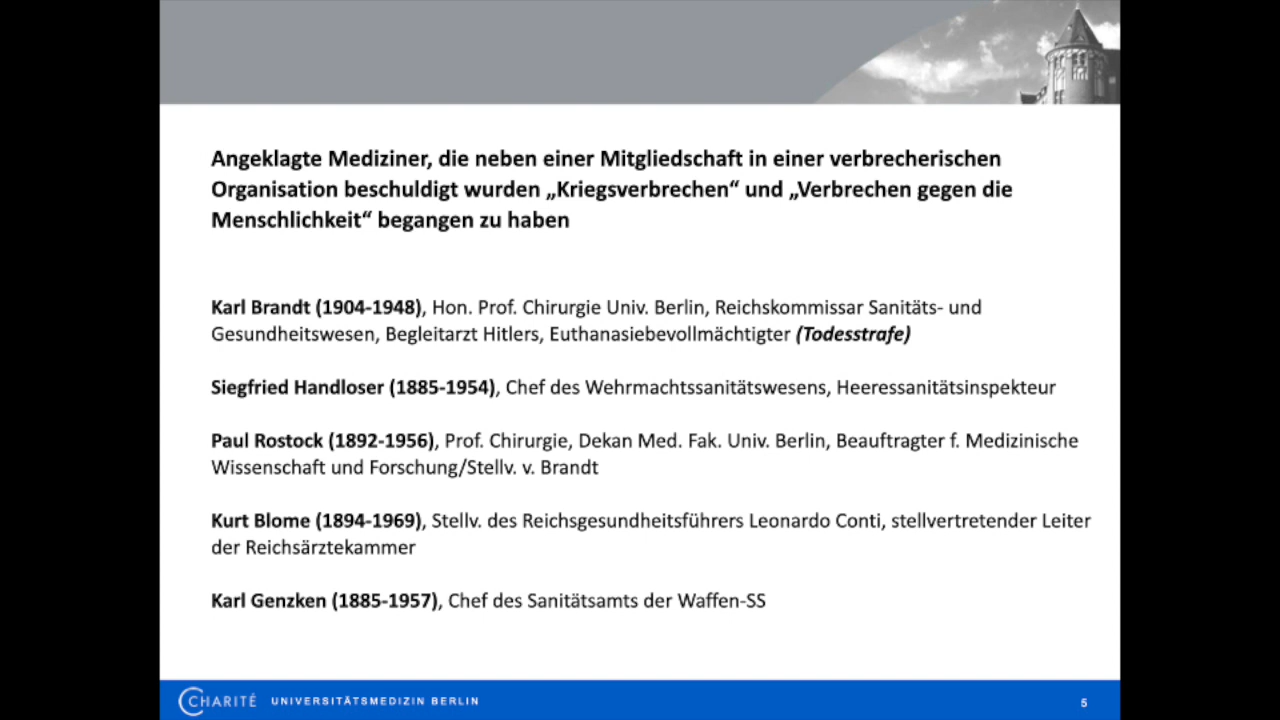 Angeklagte Mediziner, die neben einer Mitgliedschaft in einer verbrecherischen
Organisation beschuldigt wurden „Kriegsverbrechen“ und „Verbrechen gegen die
Menschlichkeit“ begangen zu haben
Karl Brandt (1904-1948), Hon. Prof. Chirurgie Univ. Berlin, Reichskommissar Sanitäts- und
Gesundheitswesen, Begleitarzt Hitlers, Euthanasiebevollmächtigter (Todesstrafe)
Siegfried Handloser (1885-1954), Chef des Wehrmachtssanitätswesens, Heeressanitätsinspekteur
Paul Rostock (1892-1956), Prof. Chirurgie, Dekan Med. Fak. Univ. Berlin, Beauftragter f. Medizinische
Wissenschaft und Forschung/Stellv. v. Brandt
Kurt Blome (1894-1969), Stellv. des Reichsgesundheitsführers Leonardo Conti, stellvertretender Leiter
der Reichsärztekammer
Karl Genzken (1885-1957), Chef des Sanitätsamts der Waffen-SS
CHARITÉ UNIVERSITÄTSMEDIZIN BERLIN 5